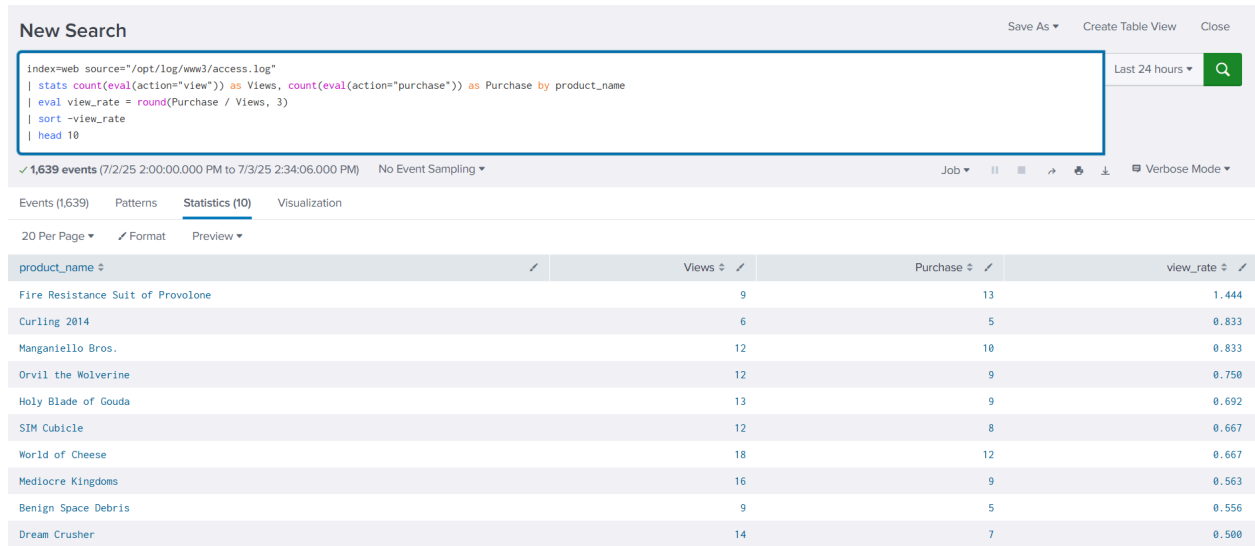 New Search
Save As Create Table View Close
index=web source="/opt/log/www3/access.log"
| stats count(eval(action="view")) as Views, count(eval(action="purchase")) as Purchase by product_name
| eval view_rate = round(Purchase / Views, 3)
| sort -view_rate
| head 10
Last 24 hours
1,639 events (7/2/25 2:00:00.000 PM to 7/3/25 2:34:06.000 PM) No Event Sampling
Job Verbose Mode
Events (1,639) Patterns Statistics (10) Visualization
20 Per Page Format Preview
product_name Views Purchase view_rate
Fire Resistance Suit of Provolone 9 13 1.444
Curling 2014 6 5 0.833
Manganiello Bros. 12 10 0.833
Orvil the Wolverine 12 9 0.750
Holy Blade of Gouda 13 9 0.692
SIM Cubicle 12 8 0.667
World of Cheese 18 12 0.667
Mediocre Kingdoms 16 9 0.563
Benign Space Debris 9 5 0.556
Dream Crusher 14 7 0.500